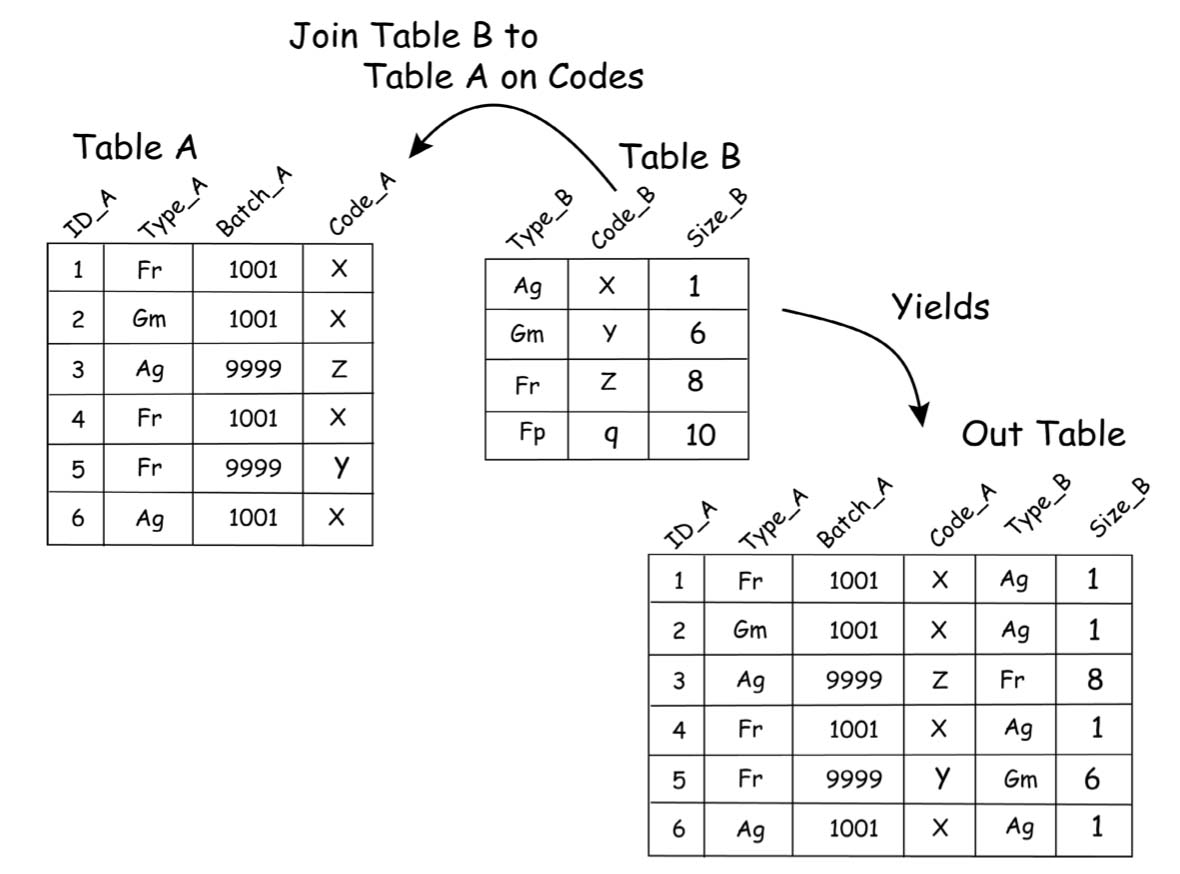 Join Table B to
Table A on Codes
Table A
ID_A Type_A Batch_A Code_A
1 Fr 1001 X
2 Gm 1001 X
3 Ag 9999 Z
4 Fr 1001 X
5 Fr 9999 Y
6 Ag 1001 X
Table B
Type_B Code_B Size_B
Ag X 1
Gm Y 6
Fr Z 8
Fp q 10
Yields
Out Table
ID_A Type_A Batch_A Code_A Type_B Size_B
1 Fr 1001 X Ag 1
2 Gm 1001 X Ag 1
3 Ag 9999 Z Fr 8
4 Fr 1001 X Ag 1
5 Fr 9999 Y Gm 6
6 Ag 1001 X Ag 1